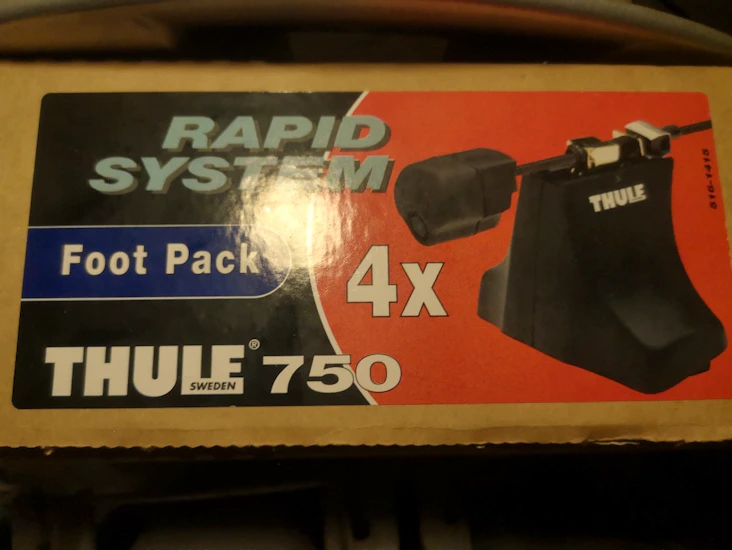 RAPID
SYSTEM
Foot Pack
4x
THULE® 750
SWEDEN
THULE